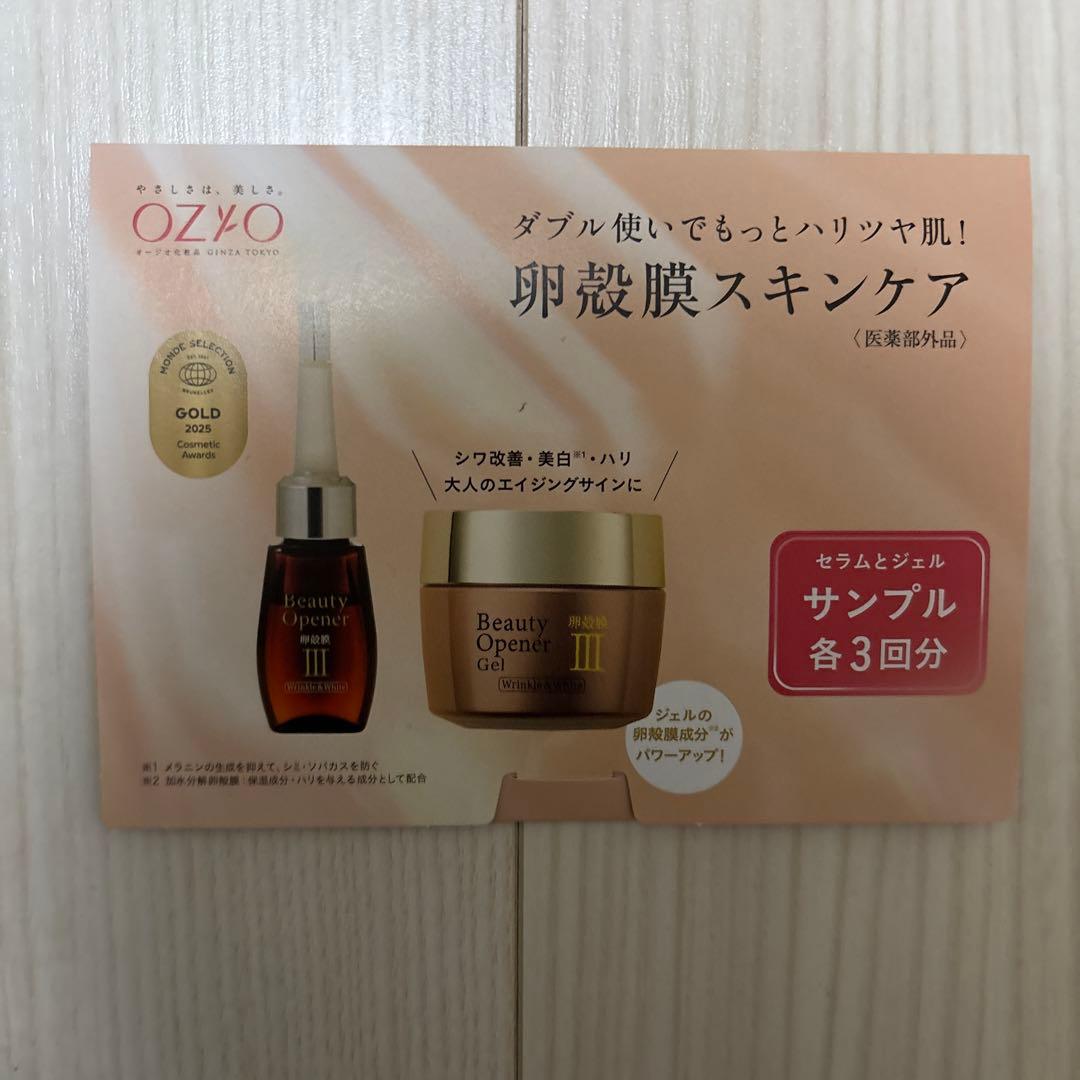 やさしさは、美しさ。
OZIO
オージオ化粧品 GINZA TOKYO
ダブル使いでもっとハリツヤ肌！
卵殻膜スキンケア
〈医薬部外品〉
MONDE SELECTION
EST. 1961
BRUXELLES
GOLD
2025
Cosmetic
Awards
シワ改善・美白※1・ハリ
大人のエイジングサインに
Beauty
Opener
卵殻膜
III
Wrinkle&White
Beauty
Opener
Gel
卵殻膜
III
Wrinkle&White
セラムとジェル
サンプル
各3回分
ジェルの
卵殻膜成分※2が
パワーアップ！
※1 メラニンの生成を抑えて、シミ・ソバカスを防ぐ
※2 加水分解卵殻膜：保湿成分・ハリを与える成分として配合